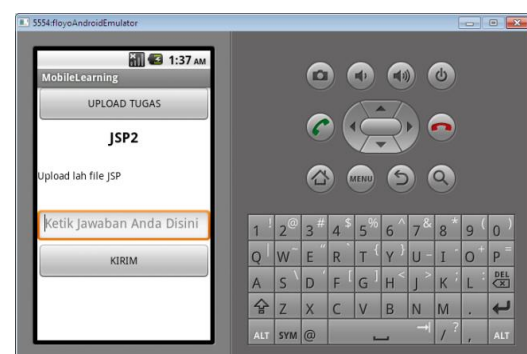 5554:floyoAndroidEmulator
1:37 AM
MobileLearning
UPLOAD TUGAS
JSP2
Upload lah file JSP
Ketik Jawaban Anda Disini
KIRIM
MENU
1 ! 2 @ 3 # 4 $ 5 % 6 ^ 7 & 8 * 9 ( 0 )
Q | W ~ E " R ` T { Y } U _ I - O + P =
A S \ D ' F [ G ] H < J > K ; L : DEL
Z X C V B N M .
ALT SYM @ / ? , ALT